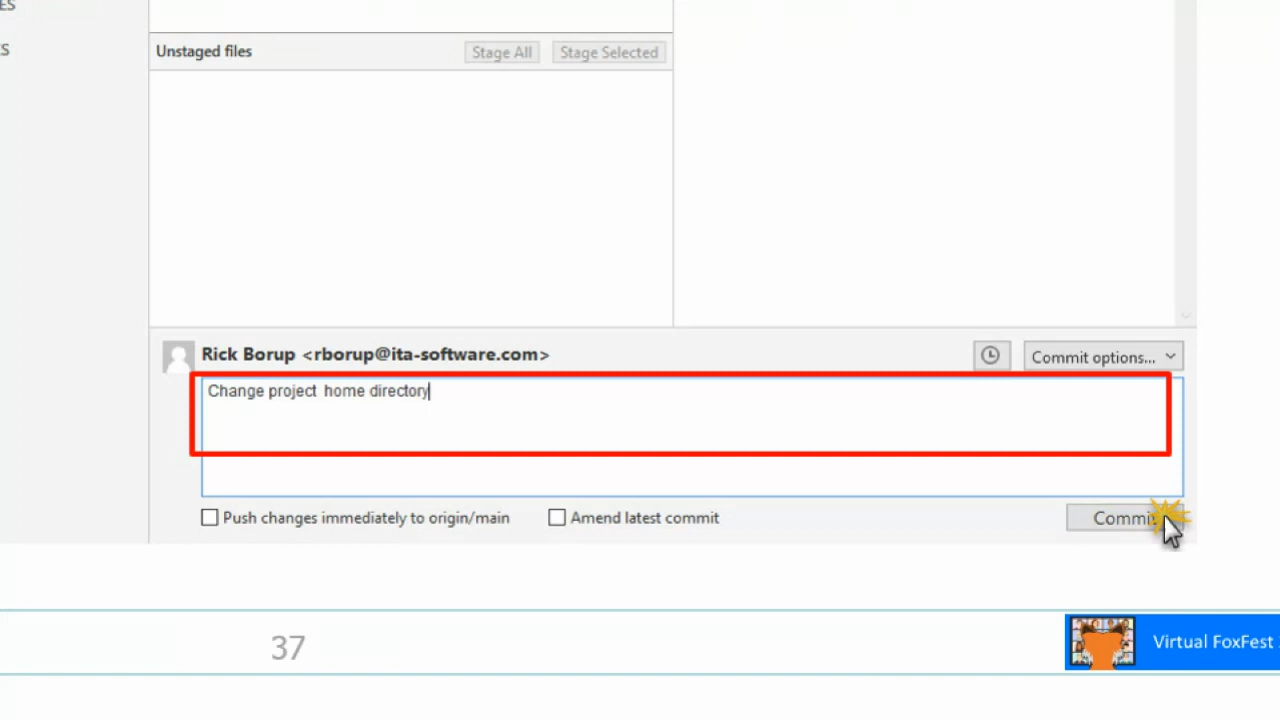 ES
S
Unstaged files
Stage All
Stage Selected
Rick Borup <rborup@ita-software.com>
Commit options...
Change project home directory
Push changes immediately to origin/main
Amend latest commit
Commit
37
Virtual FoxFest